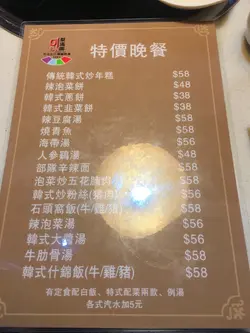 特價晚餐
傳統韓式炒年糕 $58
辣泡菜餅 $48
韓式蔥餅 $38
韓式韭菜餅 $38
辣豆腐湯 $58
燒青魚 $58
海帶湯 $56
人參鷄湯 $48
部隊辛辣面 $58
泡菜炒五花腩肉 $58
韓式炒粉絲 $56
石頭窩飯(牛/雞/豬) $58
辣泡菜湯 $56
韓式大醬湯 $56
牛肋骨湯 $58
韓式什錦飯(牛/雞/豬) $58
有定食配白飯、特式配菜兩款、例湯
各式汽水加5元